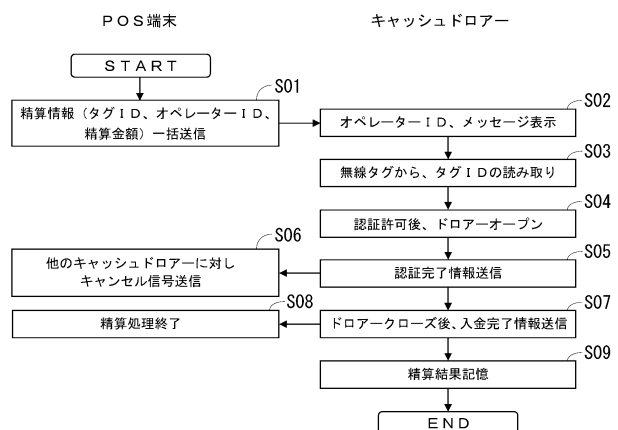 POS端末
キャッシュドロアー
START
S01
精算情報(タグID、オペレーターID、
精算金額)一括送信
S02
オペレーターID、メッセージ表示
S03
無線タグから、タグIDの読み取り
S04
認証許可後、ドロアーオープン
S05
認証完了情報送信
S06
他のキャッシュドロアーに対し
キャンセル信号送信
S07
ドロアークローズ後、入金完了情報送信
S08
精算処理終了
S09
精算結果記憶
END